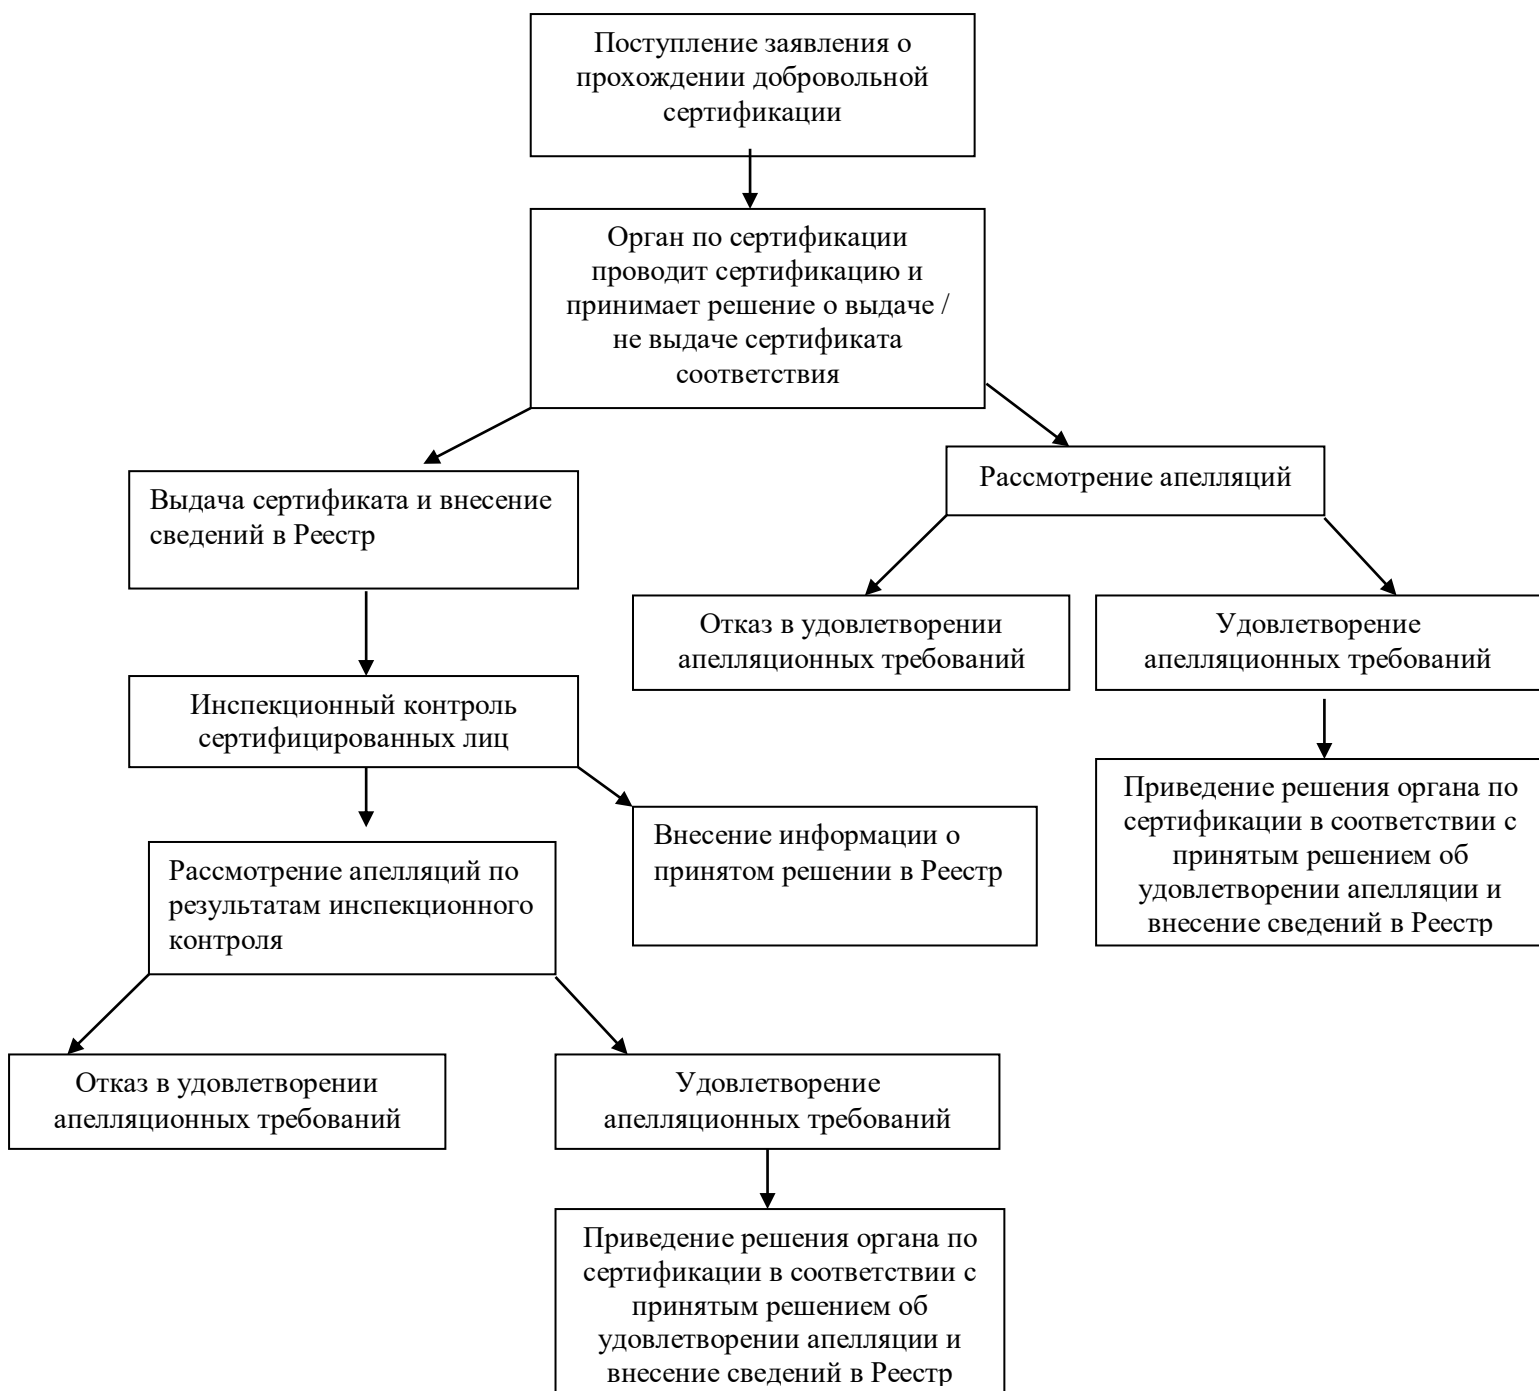 Поступление заявления о
прохождении добровольной
сертификации
Орган по сертификации
проводит сертификацию и
принимает решение о выдаче /
не выдаче сертификата
соответствия
Выдача сертификата и внесение
сведений в Реестр
Рассмотрение апелляций
Отказ в удовлетворении
апелляционных требований
Удовлетворение
апелляционных требований
Инспекционный контроль
сертифицированных лиц
Внесение информации о
принятом решении в Реестр
Приведение решения органа по
сертификации в соответствии с
принятым решением об
удовлетворении апелляции и
внесение сведений в Реестр
Рассмотрение апелляций по
результатам инспекционного
контроля
Отказ в удовлетворении
апелляционных требований
Удовлетворение
апелляционных требований
Приведение решения органа по
сертификации в соответствии с
принятым решением об
удовлетворении апелляции и
внесение сведений в Реестр